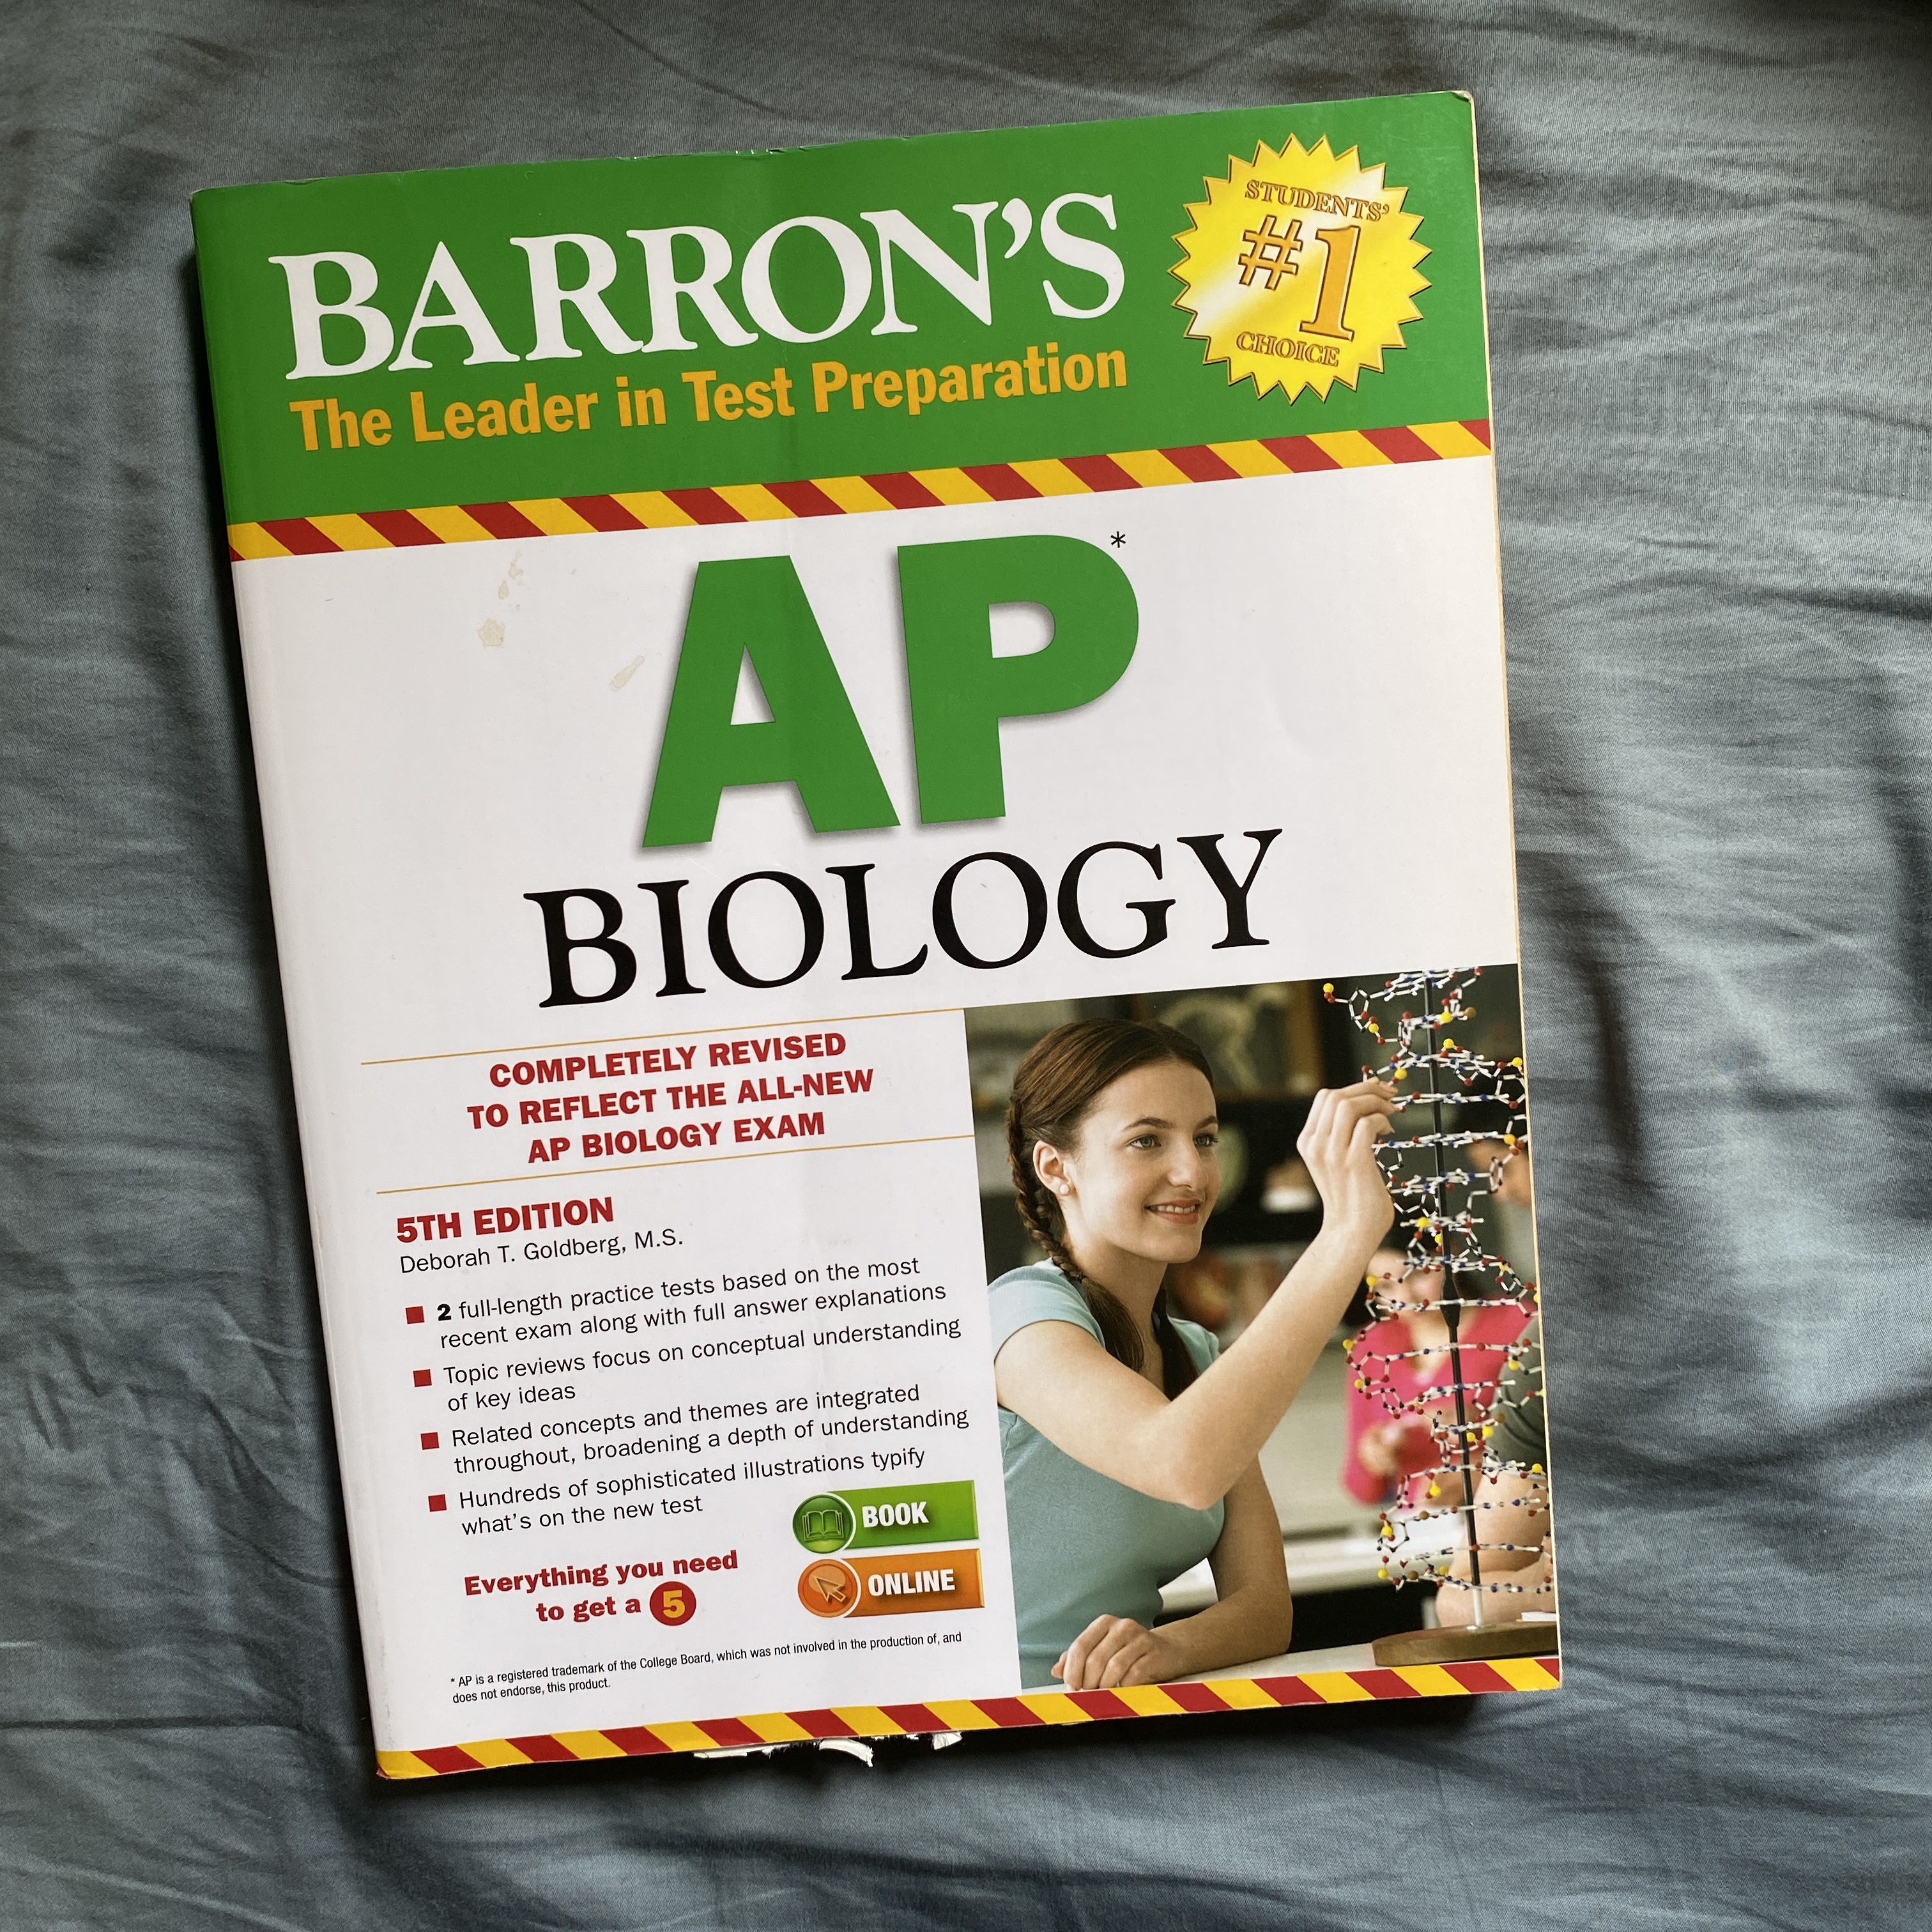 BARRON'S
The Leader in Test Preparation
STUDENTS'
#1
CHOICE
AP*
BIOLOGY
COMPLETELY REVISED
TO REFLECT THE ALL-NEW
AP BIOLOGY EXAM
5TH EDITION
Deborah T. Goldberg, M.S.
■ 2 full-length practice tests based on the most
recent exam along with full answer explanations
■ Topic reviews focus on conceptual understanding
of key ideas
■ Related concepts and themes are integrated
throughout, broadening a depth of understanding
■ Hundreds of sophisticated illustrations typify
what's on the new test
Everything you need
to get a 5
BOOK
ONLINE
* AP is a registered trademark of the College Board, which was not involved in the production of, and
does not endorse, this product.